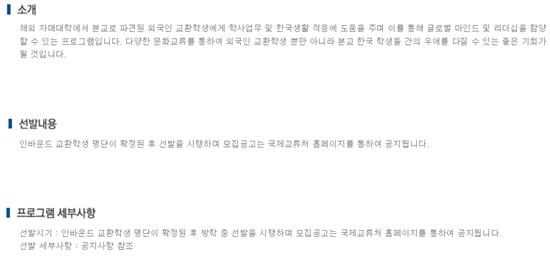 소개
해외 자매대학에서 본교로 파견된 외국인 교환학생에게 학사업무 및 한국생활 적응에 도움을 주며 이를 통해 글로벌 마인드 및 리더십을 함양
할 수 있는 프로그램입니다. 다양한 문화교류를 통하여 외국인 교환학생 뿐만 아니라 본교 한국 학생들 간의 우애를 다질 수 있는 좋은 기회가
될 것입니다.
선발내용
인바운드 교환학생 명단이 확정된 후 선발을 시행하며 모집공고는 국제교류처 홈페이지를 통하여 공지됩니다.
프로그램 세부사항
선발시기 : 인바운드 교환학생 명단이 확정된 후 방학 중 선발을 시행하며 모집공고는 국제교류처 홈페이지를 통하여 공지됩니다.
선발 세부사항 : 공지사항 참조